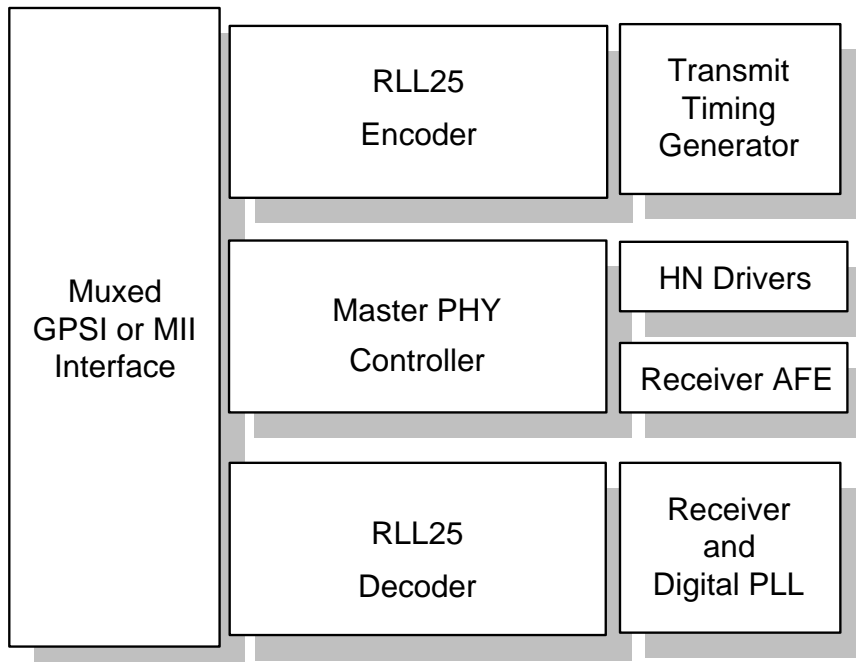 Muxed
GPSI or MII
Interface
RLL25
Encoder
Transmit
Timing
Generator
Master PHY
Controller
HN Drivers
Receiver AFE
RLL25
Decoder
Receiver
and
Digital PLL